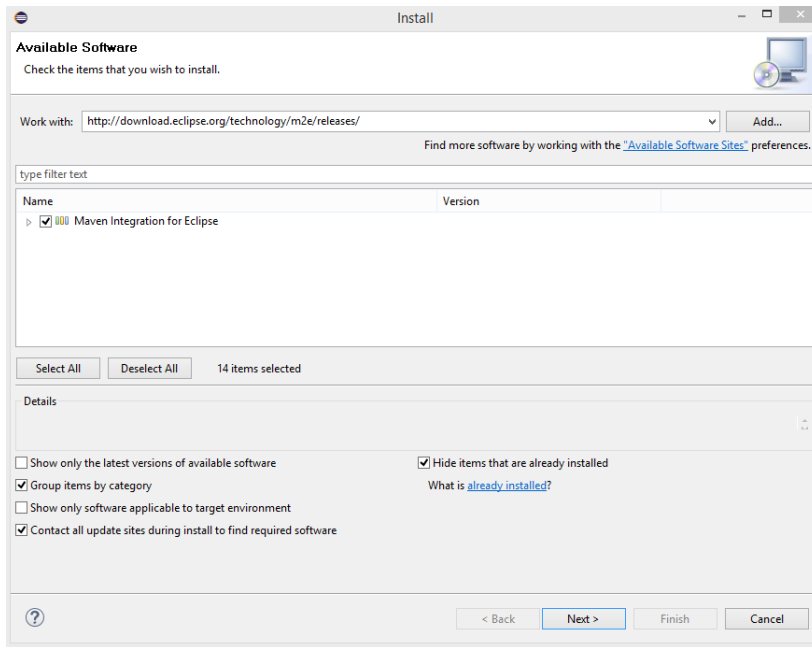 Install
Available Software
Check the items that you wish to install.
Work with: http://download.eclipse.org/technology/m2e/releases/ Add...
Find more software by working with the "Available Software Sites" preferences.
type filter text
Name Version
Maven Integration for Eclipse
Select All Deselect All 14 items selected
Details
Show only the latest versions of available software Hide items that are already installed
Group items by category What is already installed?
Show only software applicable to target environment
Contact all update sites during install to find required software
? < Back Next > Finish Cancel